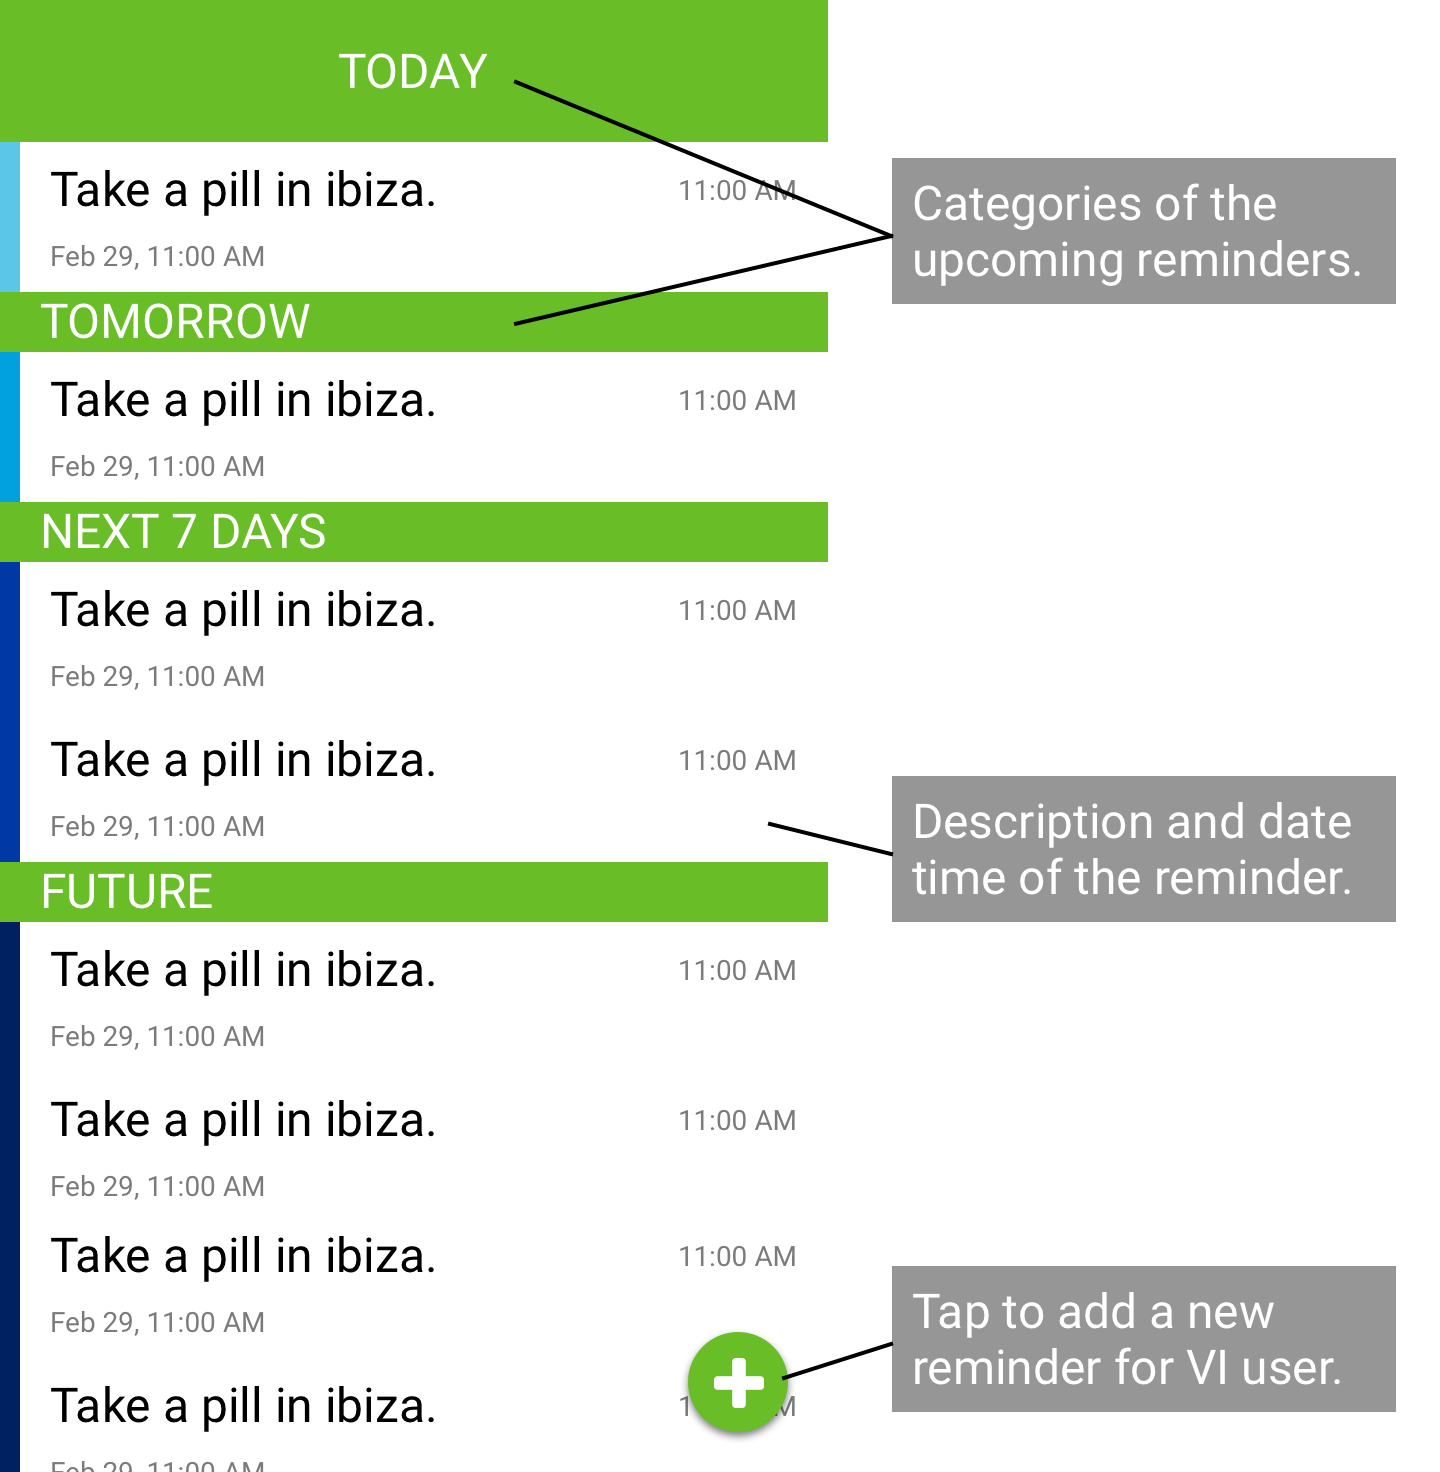 TODAY
Take a pill in ibiza.
11:00 AM
Feb 29, 11:00 AM
Categories of the
upcoming reminders.
TOMORROW
Take a pill in ibiza.
11:00 AM
Feb 29, 11:00 AM
NEXT 7 DAYS
Take a pill in ibiza.
11:00 AM
Feb 29, 11:00 AM
Take a pill in ibiza.
11:00 AM
Feb 29, 11:00 AM
Description and date
time of the reminder.
FUTURE
Take a pill in ibiza.
11:00 AM
Feb 29, 11:00 AM
Take a pill in ibiza.
11:00 AM
Feb 29, 11:00 AM
Take a pill in ibiza.
11:00 AM
Feb 29, 11:00 AM
Tap to add a new
reminder for VI user.
Take a pill in ibiza.
Feb 29, 11:00 AM